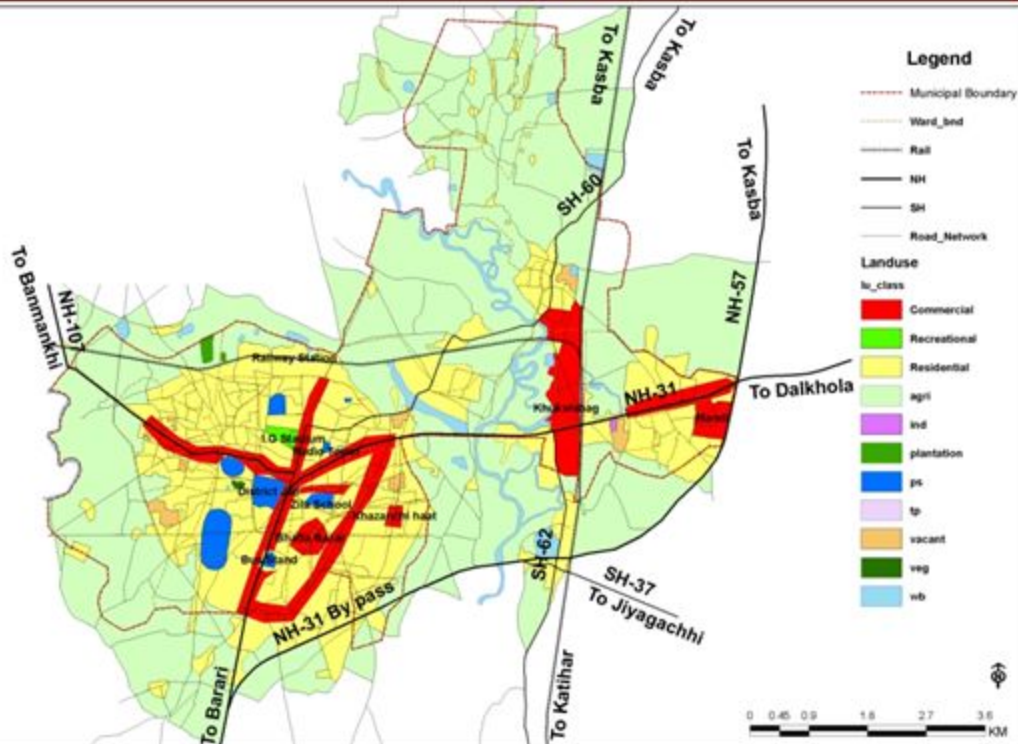 Legend
Municipal Boundary
Ward_bnd
Rail
NH
SH
Road_Network
Landuse
lu_class
Commercial
Recreational
Residential
agri
ind
plantation
ps
tp
vacant
veg
wb
To Kasba
To Kasba
To Kasba
SH-60
NH-57
To Banmankhi
NH-107
Railway Station
NH-31
To Dalkhola
Khuskibag
I.G Stadium
Radio Station
District Jail
Zila School
Khazanchi haat
Bhatta Bazar
Bus Stand
SH-62
SH-37
To Jiyagachhi
NH-31 By pass
To Barari
To Katihar
0 0.45 0.9 1.8 2.7 3.6
KM